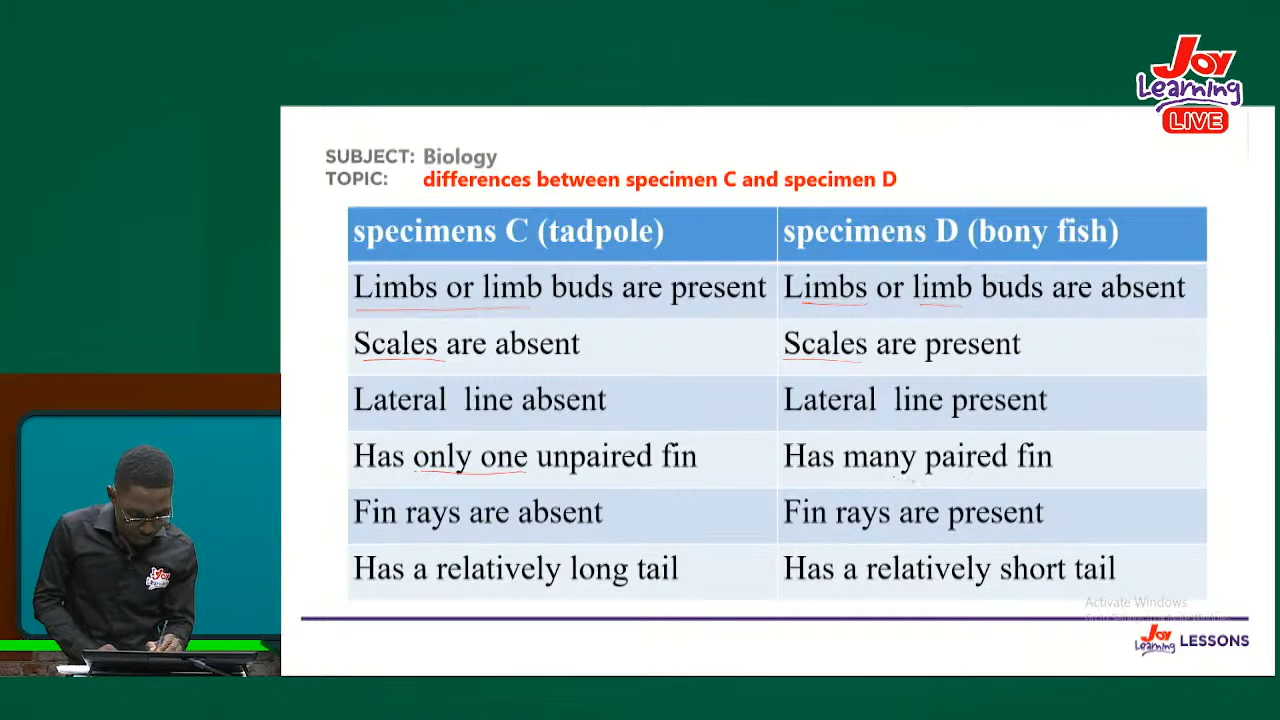 Joy
Learning
LIVE
SUBJECT: Biology
TOPIC: differences between specimen C and specimen D
specimens C (tadpole) specimens D (bony fish)
Limbs or limb buds are present Limbs or limb buds are absent
Scales are absent Scales are present
Lateral line absent Lateral line present
Has only one unpaired fin Has many paired fin
Fin rays are absent Fin rays are present
Has a relatively long tail Has a relatively short tail
Activate Windows
Joy
Learning LESSONS
Joy